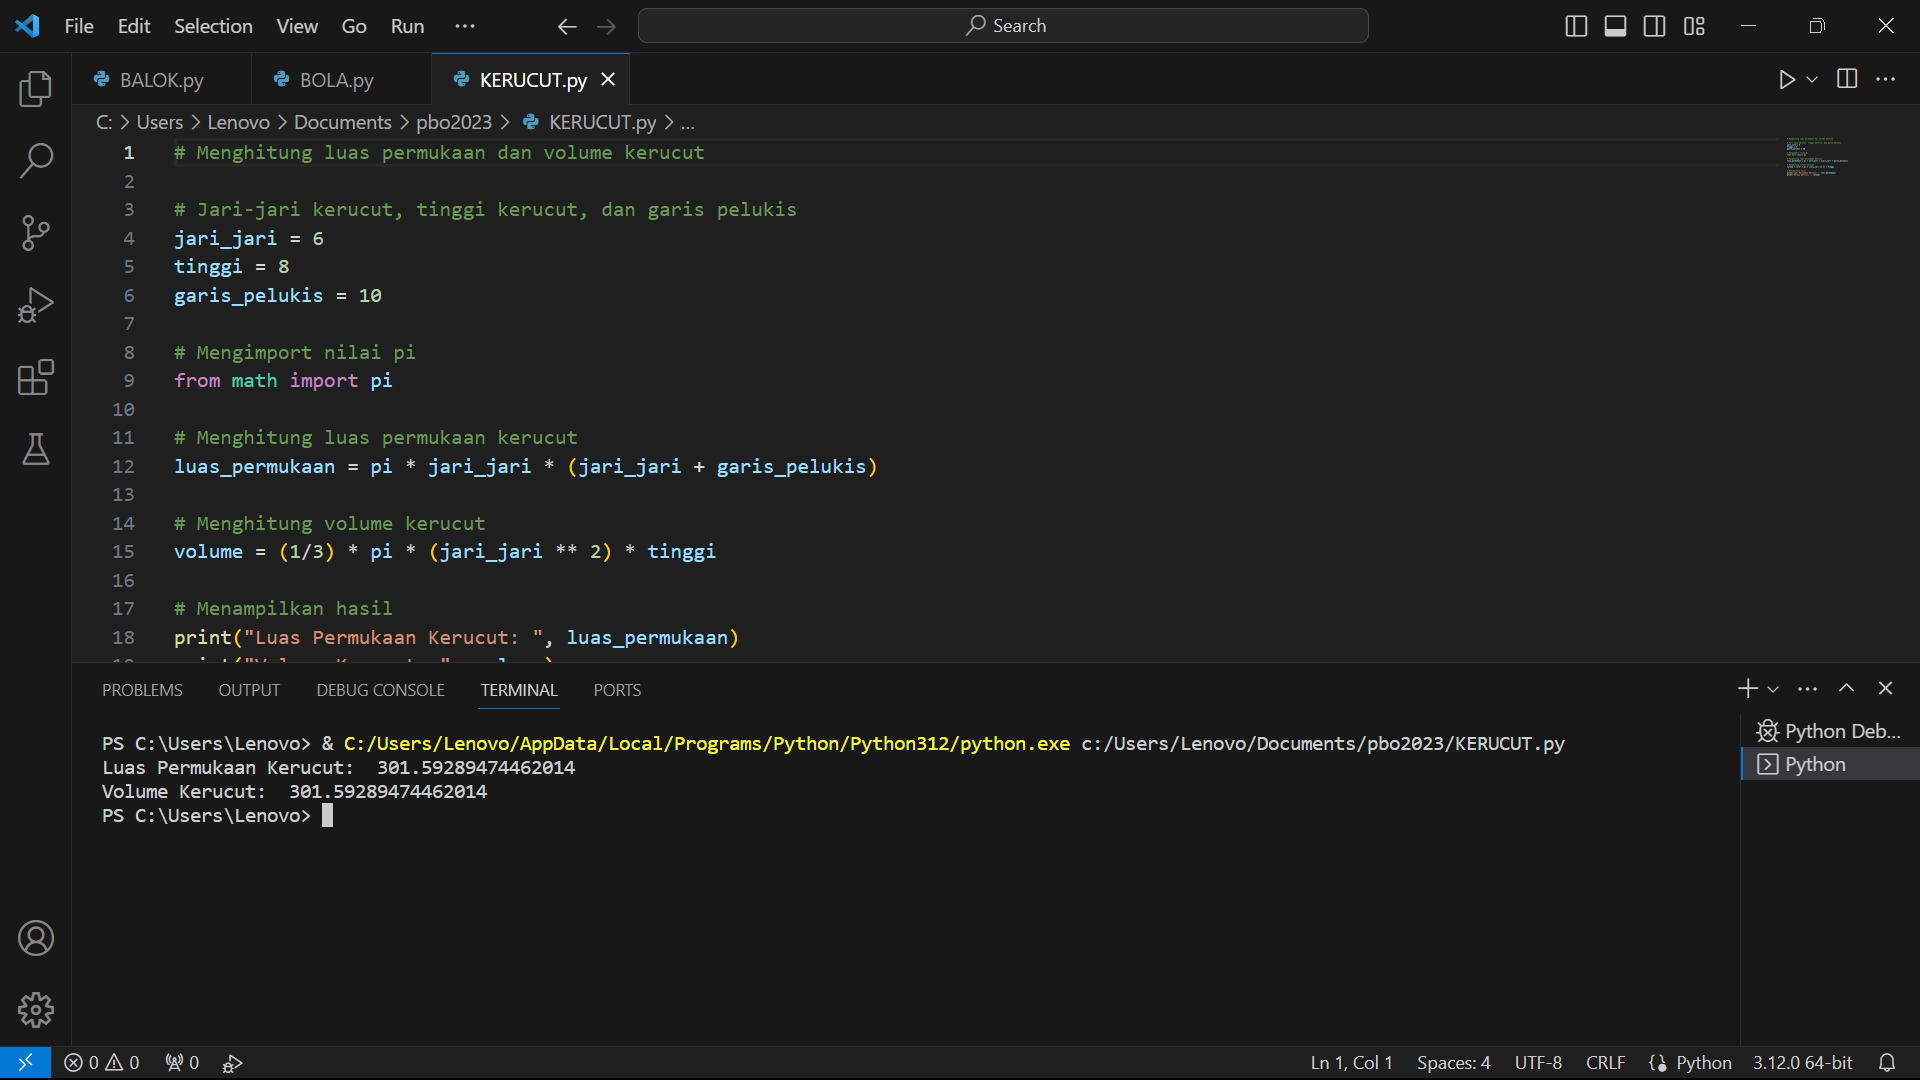 File Edit Selection View Go Run ··· Search
BALOK.py BOLA.py KERUCUT.py
C: > Users > Lenovo > Documents > pbo2023 > KERUCUT.py > ...
1 # Menghitung luas permukaan dan volume kerucut
2
3 # Jari-jari kerucut, tinggi kerucut, dan garis pelukis
4 jari_jari = 6
5 tinggi = 8
6 garis_pelukis = 10
7
8 # Mengimport nilai pi
9 from math import pi
10
11 # Menghitung luas permukaan kerucut
12 luas_permukaan = pi * jari_jari * (jari_jari + garis_pelukis)
13
14 # Menghitung volume kerucut
15 volume = (1/3) * pi * (jari_jari ** 2) * tinggi
16
17 # Menampilkan hasil
18 print("Luas Permukaan Kerucut: ", luas_permukaan)
PROBLEMS OUTPUT DEBUG CONSOLE TERMINAL PORTS
PS C:\Users\Lenovo> & C:/Users/Lenovo/AppData/Local/Programs/Python/Python312/python.exe c:/Users/Lenovo/Documents/pbo2023/KERUCUT.py
Luas Permukaan Kerucut:  301.59289474462014
Volume Kerucut:  301.59289474462014
PS C:\Users\Lenovo>
Python Deb...
Python
0 0 0 Ln 1, Col 1 Spaces: 4 UTF-8 CRLF Python 3.12.0 64-bit